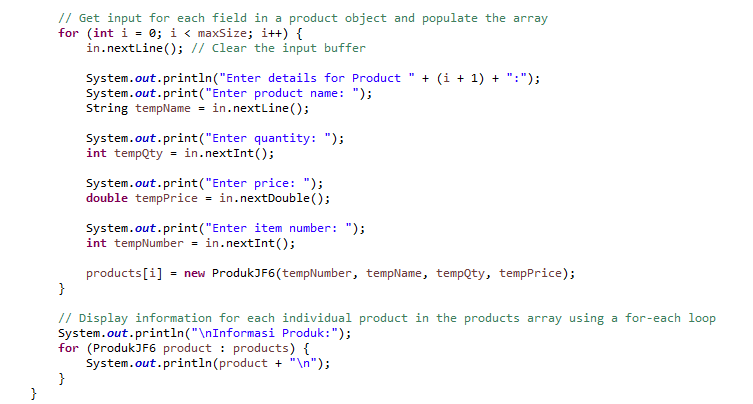 // Get input for each field in a product object and populate the array
for (int i = 0; i < maxSize; i++) {
in.nextLine(); // Clear the input buffer
System.out.println("Enter details for Product " + (i + 1) + ":");
System.out.print("Enter product name: ");
String tempName = in.nextLine();
System.out.print("Enter quantity: ");
int tempQty = in.nextInt();
System.out.print("Enter price: ");
double tempPrice = in.nextDouble();
System.out.print("Enter item number: ");
int tempNumber = in.nextInt();
products[i] = new ProdukJF6(tempNumber, tempName, tempQty, tempPrice);
}
// Display information for each individual product in the products array using a for-each loop
System.out.println("\nInformasi Produk:");
for (ProdukJF6 product : products) {
System.out.println(product + "\n");
}
}